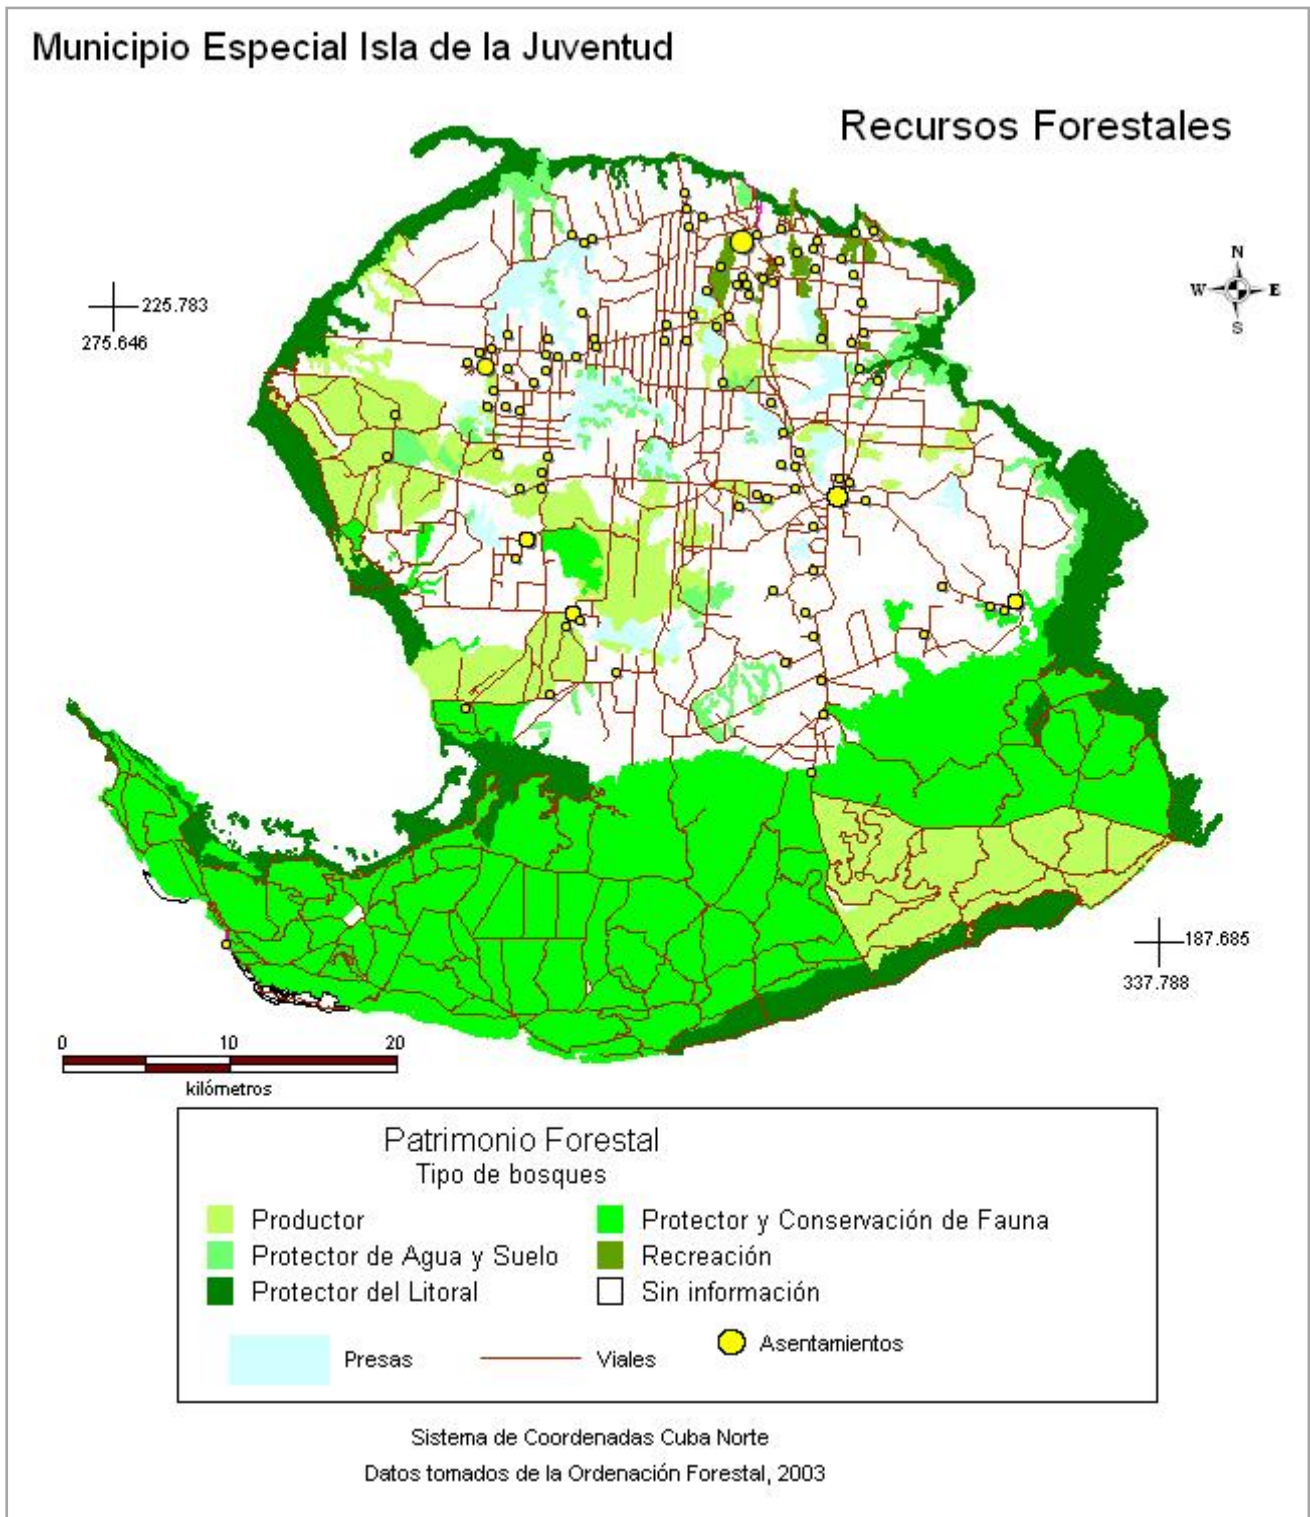 Municipio Especial Isla de la Juventud
Recursos Forestales
N
W E
S
225.783
275.646
187.685
337.788
0 10 20
kilómetros
Patrimonio Forestal
Tipo de bosques
Productor
Protector de Agua y Suelo
Protector del Litoral
Protector y Conservación de Fauna
Recreación
Sin información
Presas
Viales
Asentamientos
Sistema de Coordenadas Cuba Norte
Datos tomados de la Ordenación Forestal, 2003